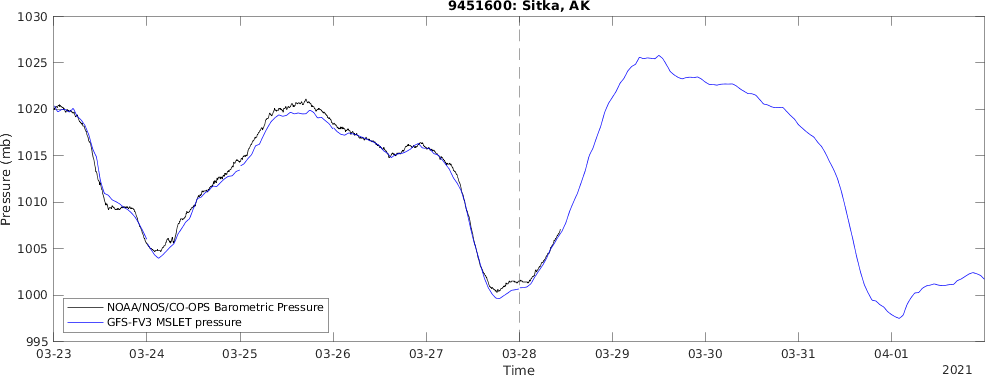 9451600: Sitka, AK
1030
1025
1020
1015
1010
1005
1000
995
Pressure (mb)
NOAA/NOS/CO-OPS Barometric Pressure
GFS-FV3 MSLET pressure
03-23 03-24 03-25 03-26 03-27 03-28 03-29 03-30 03-31 04-01
Time
2021